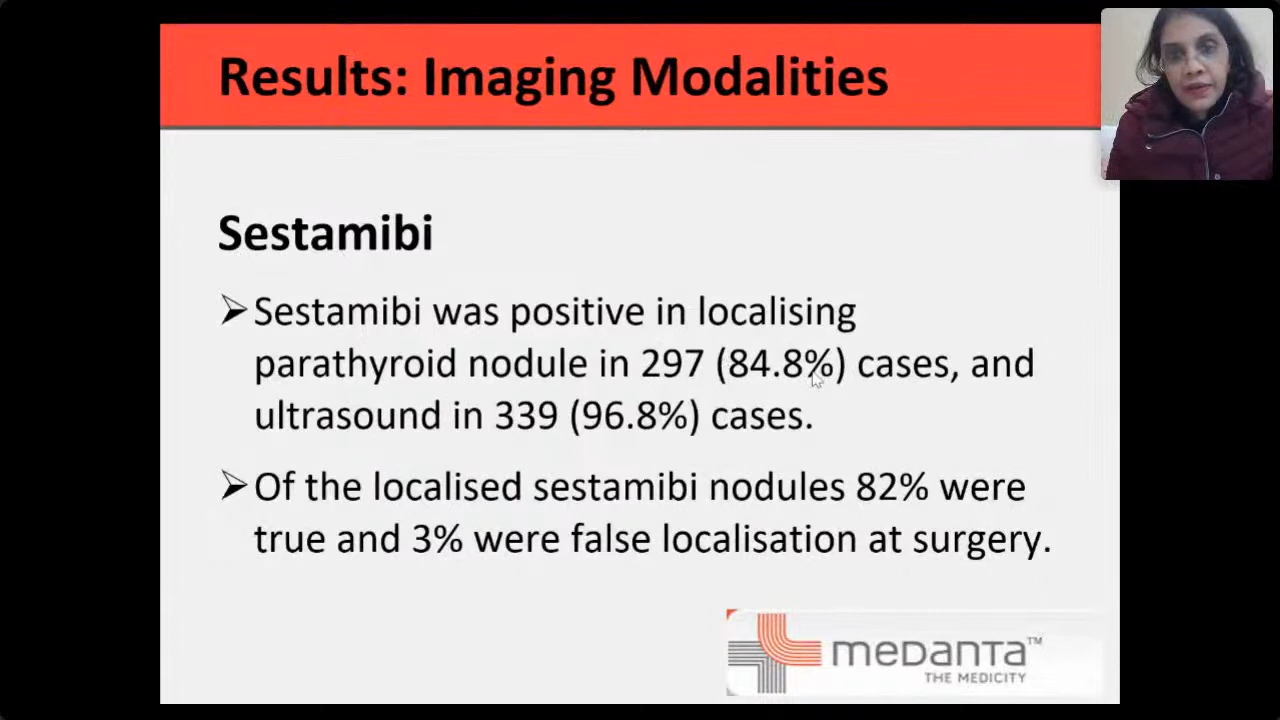 Results: Imaging Modalities
Sestamibi
Sestamibi was positive in localising
parathyroid nodule in 297 (84.8%) cases, and
ultrasound in 339 (96.8%) cases.
Of the localised sestamibi nodules 82% were
true and 3% were false localisation at surgery.
medanta™
THE MEDICITY